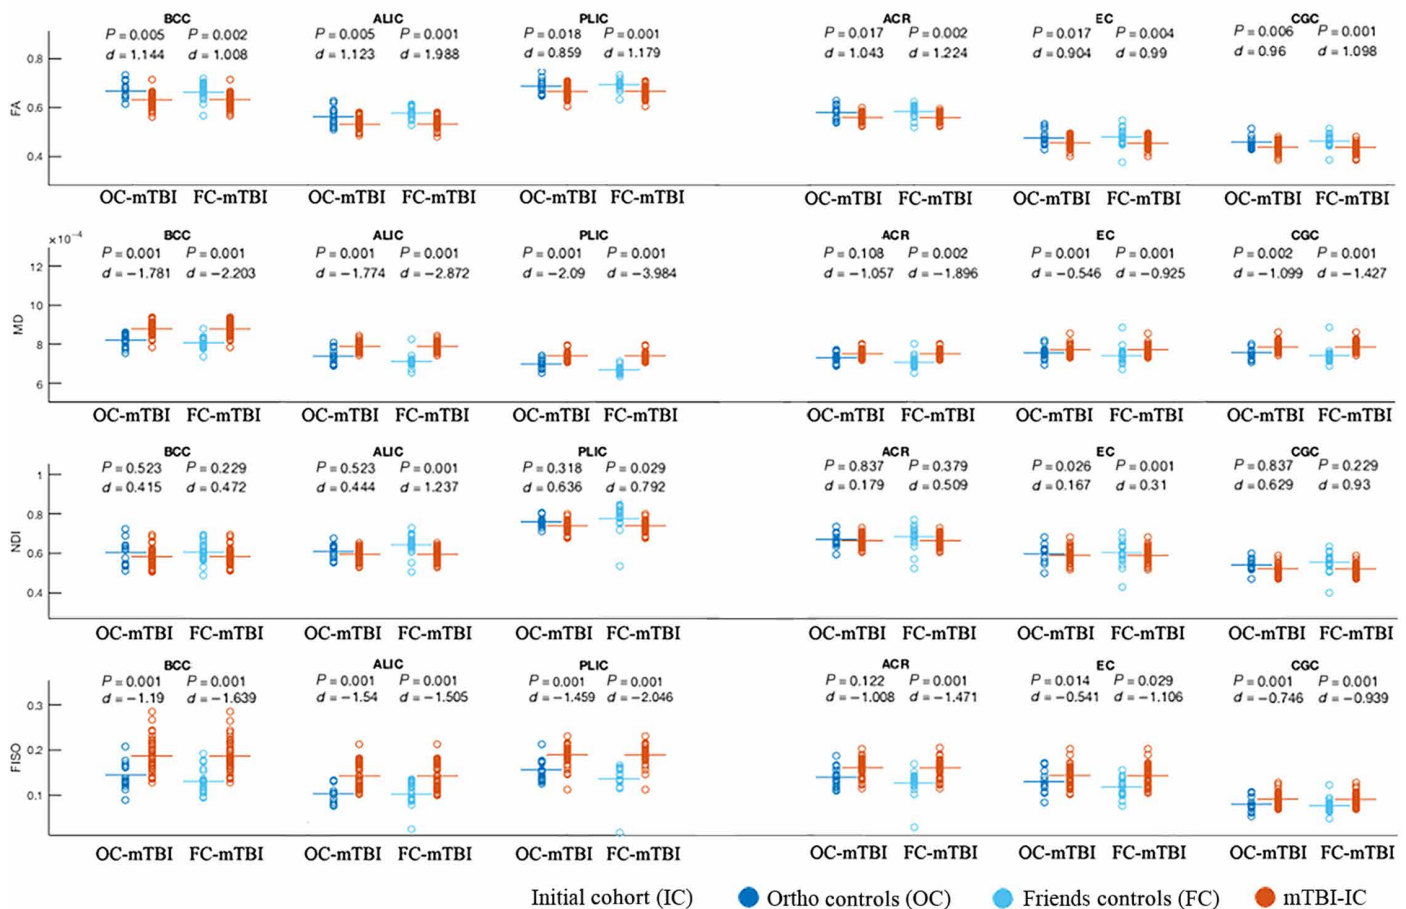 BCC ALIC PLIC ACR EC CGC
P = 0.005 P = 0.002 P = 0.005 P = 0.001 P = 0.018 P = 0.001 P = 0.017 P = 0.002 P = 0.017 P = 0.004 P = 0.006 P = 0.001
d = 1.144 d = 1.008 d = 1.123 d = 1.988 d = 0.859 d = 1.179 d = 1.043 d = 1.224 d = 0.904 d = 0.99 d = 0.96 d = 1.098
0.8
FA
0.6
0.4
OC-mTBI FC-mTBI OC-mTBI FC-mTBI OC-mTBI FC-mTBI OC-mTBI FC-mTBI OC-mTBI FC-mTBI OC-mTBI FC-mTBI
×10⁻⁴
BCC ALIC PLIC ACR EC CGC
P = 0.001 P = 0.001 P = 0.001 P = 0.001 P = 0.001 P = 0.001 P = 0.108 P = 0.002 P = 0.001 P = 0.001 P = 0.002 P = 0.001
d = −1.781 d = −2.203 d = −1.774 d = −2.872 d = −2.09 d = −3.984 d = −1.057 d = −1.896 d = −0.546 d = −0.925 d = −1.099 d = −1.427
12
10
MD
8
6
OC-mTBI FC-mTBI OC-mTBI FC-mTBI OC-mTBI FC-mTBI OC-mTBI FC-mTBI OC-mTBI FC-mTBI OC-mTBI FC-mTBI
BCC ALIC PLIC ACR EC CGC
P = 0.523 P = 0.229 P = 0.523 P = 0.001 P = 0.318 P = 0.029 P = 0.837 P = 0.379 P = 0.026 P = 0.001 P = 0.837 P = 0.229
d = 0.415 d = 0.472 d = 0.444 d = 1.237 d = 0.636 d = 0.792 d = 0.179 d = 0.509 d = 0.167 d = 0.31 d = 0.629 d = 0.93
1
0.8
NDI
0.6
0.4
OC-mTBI FC-mTBI OC-mTBI FC-mTBI OC-mTBI FC-mTBI OC-mTBI FC-mTBI OC-mTBI FC-mTBI OC-mTBI FC-mTBI
BCC ALIC PLIC ACR EC CGC
P = 0.001 P = 0.001 P = 0.001 P = 0.001 P = 0.001 P = 0.001 P = 0.122 P = 0.001 P = 0.014 P = 0.029 P = 0.001 P = 0.001
d = −1.19 d = −1.639 d = −1.54 d = −1.505 d = −1.459 d = −2.046 d = −1.008 d = −1.471 d = −0.541 d = −1.106 d = −0.746 d = −0.939
0.3
0.2
FISO
0.1
OC-mTBI FC-mTBI OC-mTBI FC-mTBI OC-mTBI FC-mTBI OC-mTBI FC-mTBI OC-mTBI FC-mTBI OC-mTBI FC-mTBI
Initial cohort (IC) Ortho controls (OC) Friends controls (FC) mTBI-IC